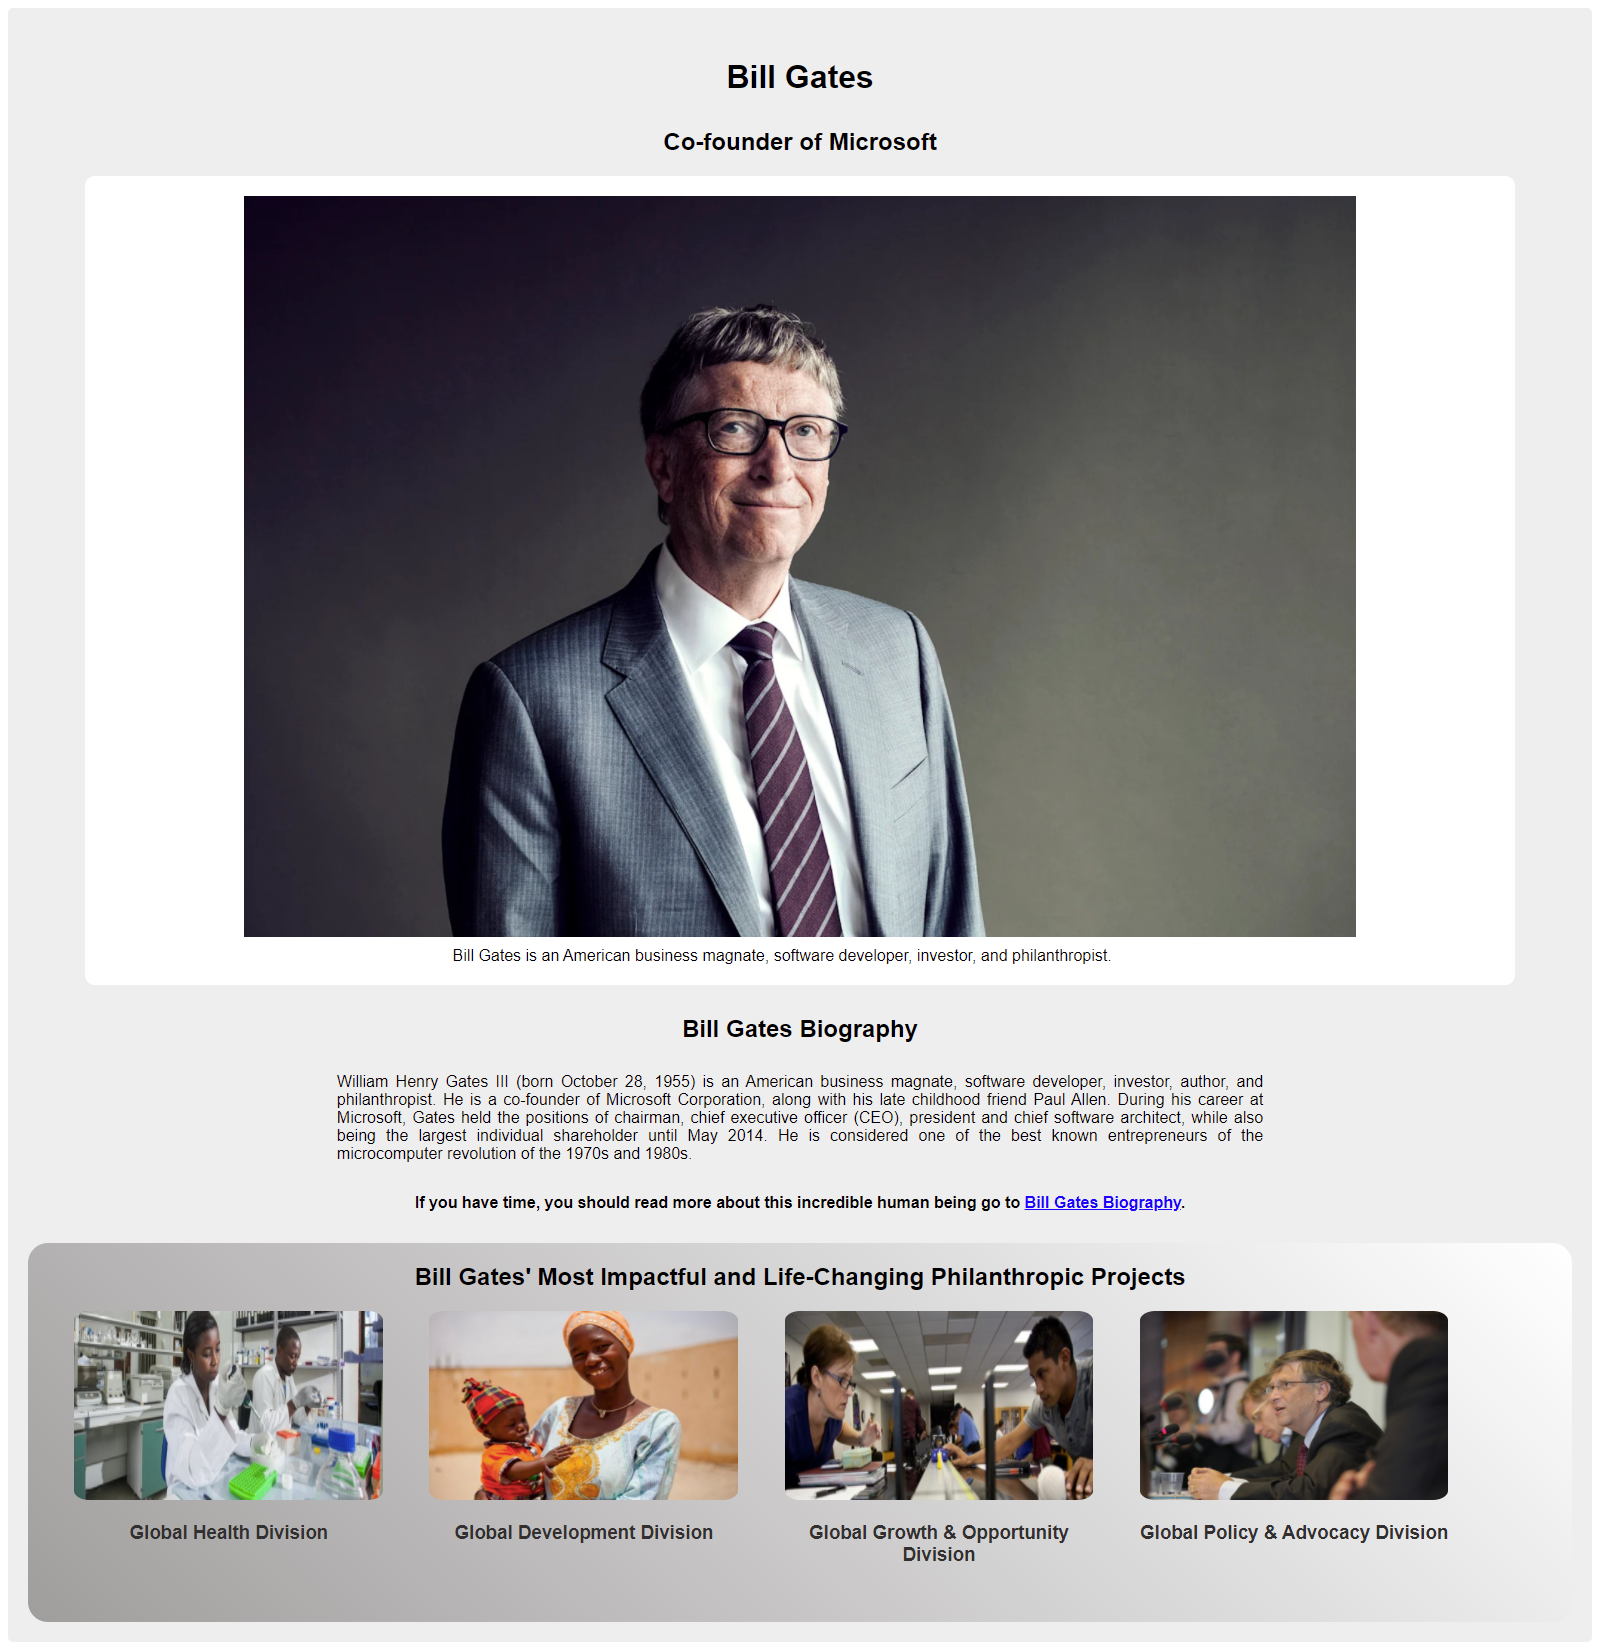 Bill Gates
Co-founder of Microsoft
Bill Gates is an American business magnate, software developer, investor, and philanthropist.
Bill Gates Biography
William Henry Gates III (born October 28, 1955) is an American business magnate, software developer, investor, author, and
philanthropist. He is a co-founder of Microsoft Corporation, along with his late childhood friend Paul Allen. During his career at
Microsoft, Gates held the positions of chairman, chief executive officer (CEO), president and chief software architect, while also
being the largest individual shareholder until May 2014. He is considered one of the best known entrepreneurs of the
microcomputer revolution of the 1970s and 1980s.
If you have time, you should read more about this incredible human being go to Bill Gates Biography.
Bill Gates' Most Impactful and Life-Changing Philanthropic Projects
Global Health Division
Global Development Division
Global Growth & Opportunity
Division
Global Policy & Advocacy Division